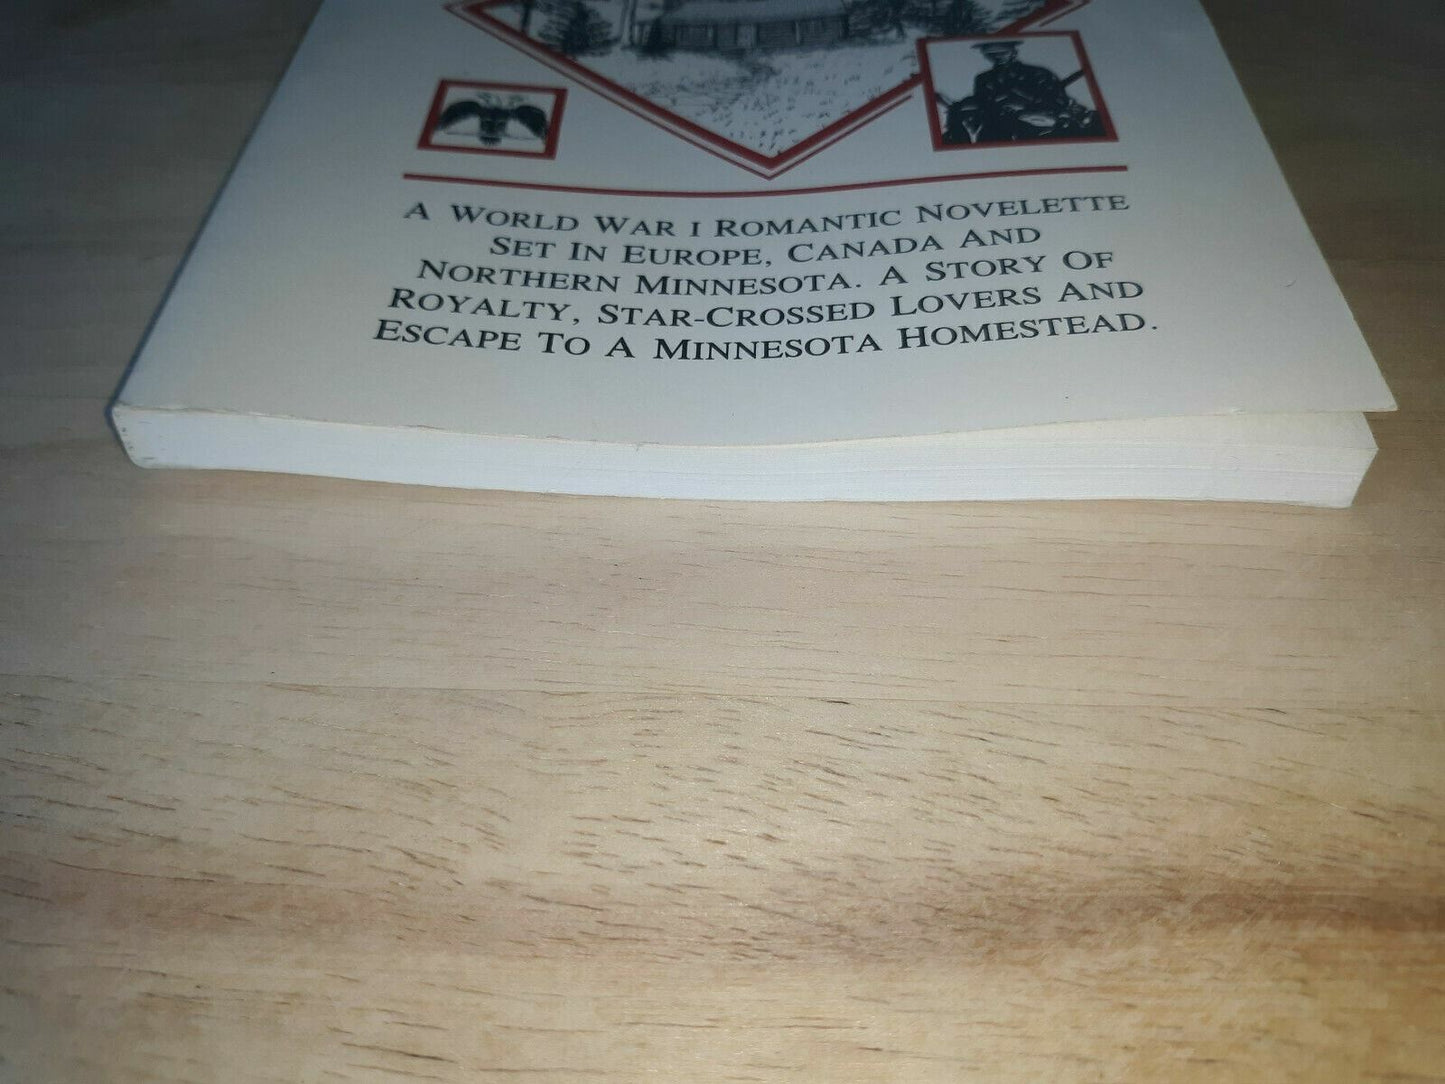 A WORLD WAR I ROMANTIC NOVELETTE
SET IN EUROPE, CANADA AND
NORTHERN MINNESOTA. A STORY OF
ROYALTY, STAR-CROSSED LOVERS AND
ESCAPE TO A MINNESOTA HOMESTEAD.